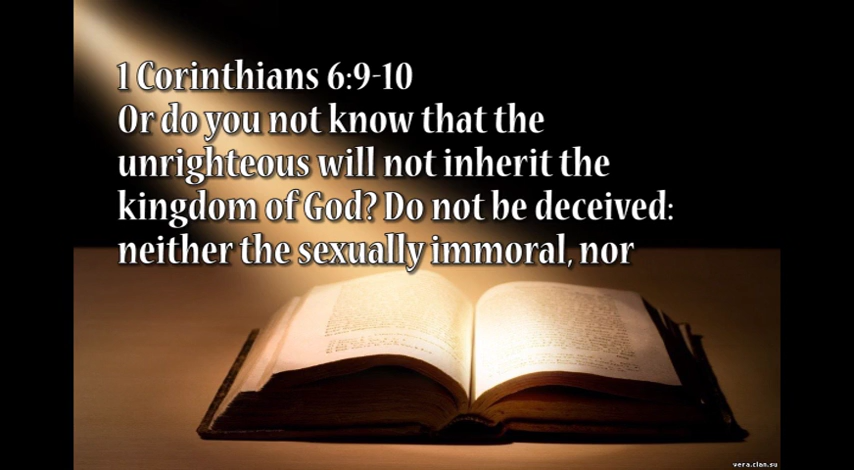 1 Corinthians 6:9-10
Or do you not know that the
unrighteous will not inherit the
kingdom of God? Do not be deceived:
neither the sexually immoral, nor
vera.clan.su